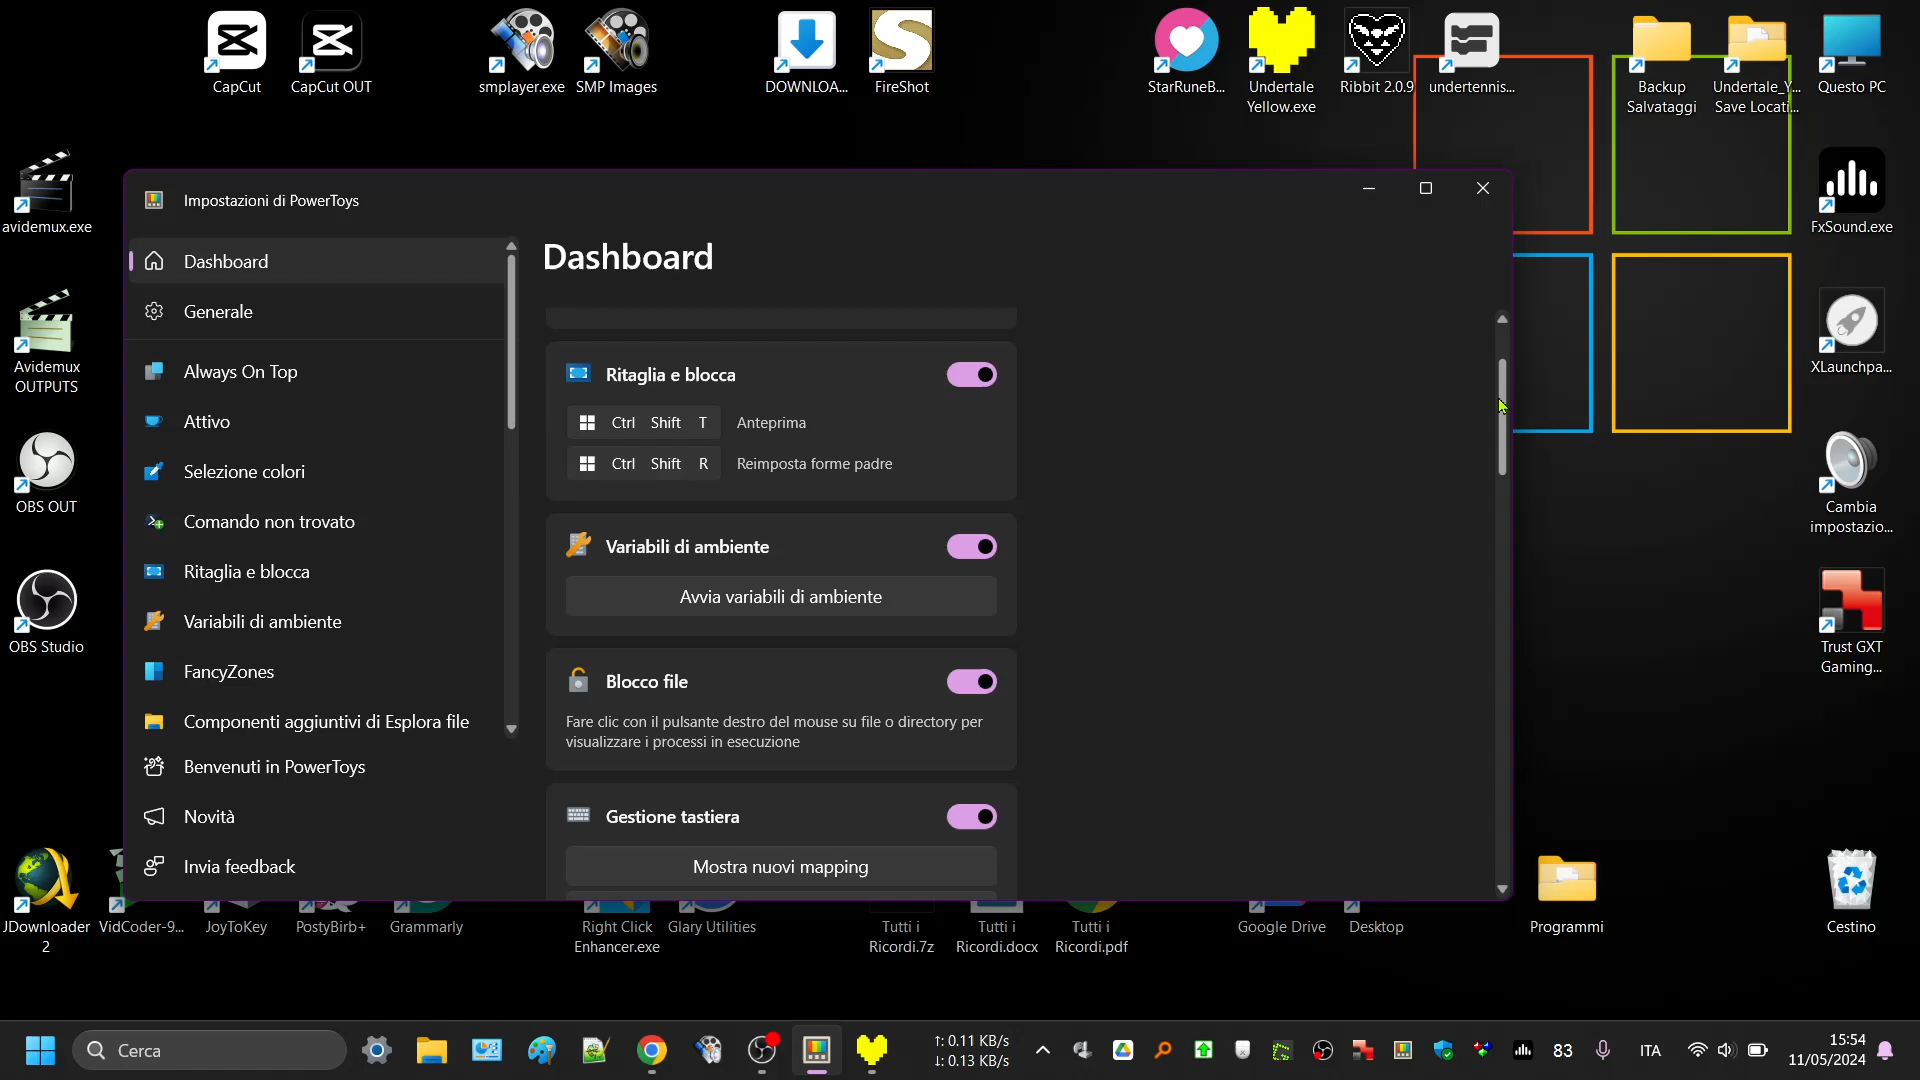 CapCut
CapCut OUT
smplayer.exe
SMP Images
DOWNLOA...
FireShot
StarRuneB...
Undertale
Yellow.exe
Ribbit 2.0.9
undertennis...
Backup
Salvataggi
Undertale_Y...
Save Locati...
Questo PC
avidemux.exe
Avidemux
OUTPUTS
OBS OUT
OBS Studio
FxSound.exe
XLaunchpa...
Cambia
impostazio...
Trust GXT
Gaming...
Impostazioni di PowerToys
Dashboard
Generale
Always On Top
Attivo
Selezione colori
Comando non trovato
Ritaglia e blocca
Variabili di ambiente
FancyZones
Componenti aggiuntivi di Esplora file
Benvenuti in PowerToys
Novità
Invia feedback
Dashboard
Ritaglia e blocca
Ctrl Shift T Anteprima
Ctrl Shift R Reimposta forme padre
Variabili di ambiente
Avvia variabili di ambiente
Blocco file
Fare clic con il pulsante destro del mouse su file o directory per
visualizzare i processi in esecuzione
Gestione tastiera
Mostra nuovi mapping
JDownloader
2
VidCoder-9...
JoyToKey
PostyBirb+
Grammarly
Right Click
Enhancer.exe
Glary Utilities
Tutti i
Ricordi.7z
Tutti i
Ricordi.docx
Tutti i
Ricordi.pdf
Google Drive
Desktop
Programmi
Cestino
Cerca
↑: 0.11 KB/s
↓: 0.13 KB/s
83
ITA
15:54
11/05/2024